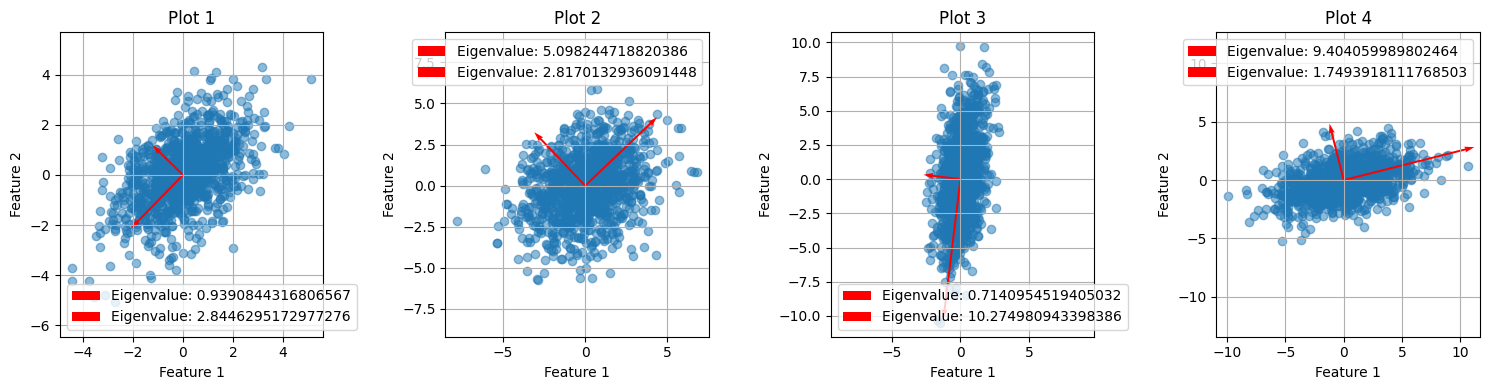 Plot 1
4
2
0
−2
−4
−6
Feature 2
Eigenvalue: 0.9390844316806567
Eigenvalue: 2.8446295172977276
−4
−2
0
2
4
Feature 1
Plot 2
Eigenvalue: 5.098244718820386
Eigenvalue: 2.8170132936091448
7.5
5.0
2.5
0.0
−2.5
−5.0
−7.5
Feature 2
−5
0
5
Feature 1
Plot 3
10.0
7.5
5.0
2.5
0.0
−2.5
−5.0
−7.5
−10.0
Feature 2
Eigenvalue: 0.7140954519405032
Eigenvalue: 10.274980943398386
−5
0
5
Feature 1
Plot 4
Eigenvalue: 9.404059989802464
Eigenvalue: 1.7493918111768503
10
5
0
−5
−10
Feature 2
−10
−5
0
5
10
Feature 1